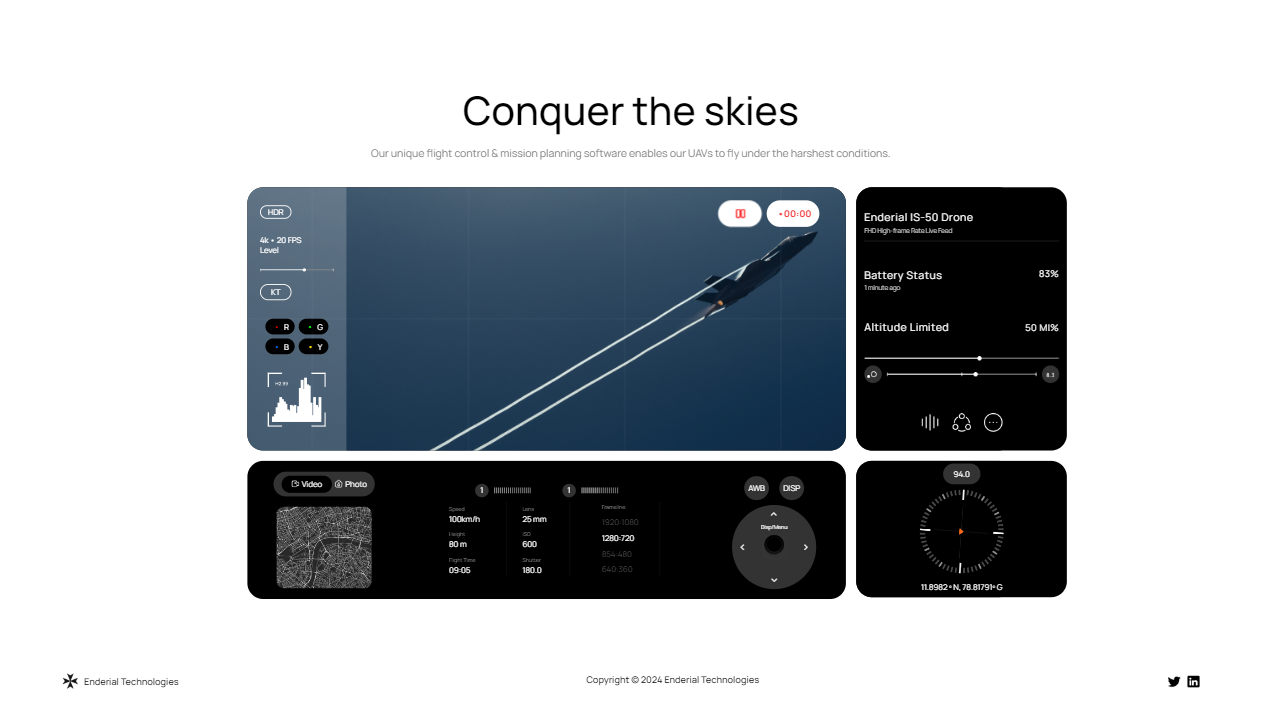 Conquer the skies
Our unique flight control & mission planning software enables our UAVs to fly under the harshest conditions.
HDR
4k • 20 FPS
Level
KT
R
G
B
Y
H2.99
•00:00
Enderial IS-50 Drone
FHD High-frame Rate Live Feed
Battery Status
83%
1 minute ago
Altitude Limited
50 MI%
8.3
Video
Photo
1
1
Speed
100km/h
Height
80 m
Flight Time
09:05
Lens
25 mm
ISO
600
Shutter
180.0
Frameline
1920:1080
1280:720
854:480
640:360
AWB
DISP
Disp/Menu
94.0
11.8982º N, 78.81791º G
Enderial Technologies
Copyright © 2024 Enderial Technologies